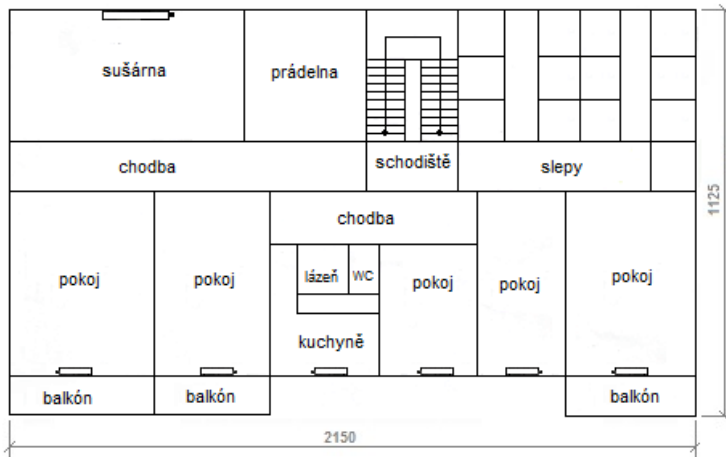 sušárna
prádelna
chodba
schodiště
slepy
chodba
pokoj
pokoj
lázeň
WC
pokoj
pokoj
pokoj
kuchyně
balkón
balkón
balkón
1125
2150